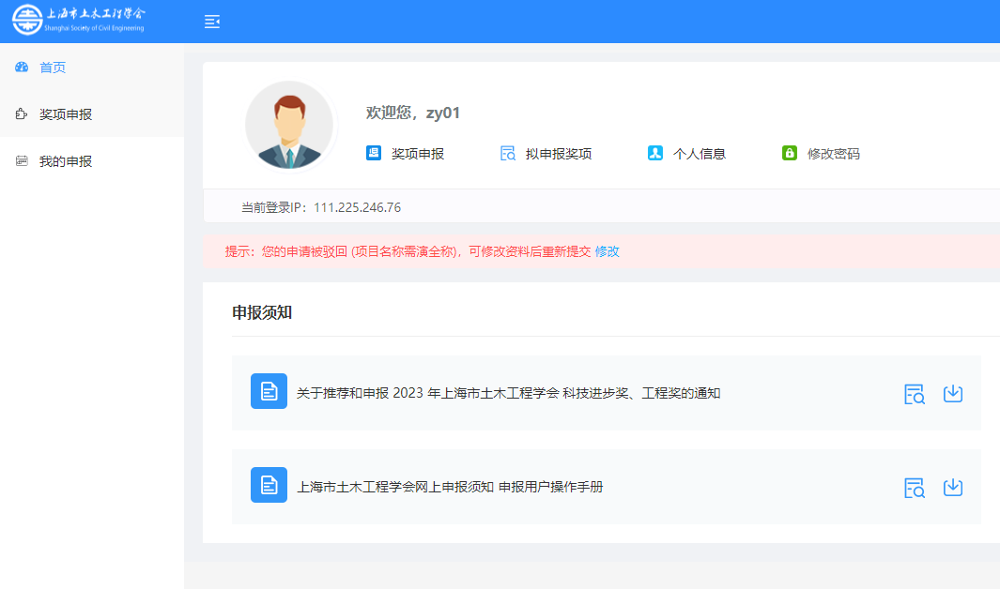 上海市土木工程学会
Shanghai Society of Civil Engineering
首页
奖项申报
我的申报
欢迎您，zy01
奖项申报
拟申报奖项
个人信息
修改密码
当前登录IP：111.225.246.76
提示：您的申请被驳回 (项目名称需演全称)，可修改资料后重新提交 修改
申报须知
关于推荐和申报 2023 年上海市土木工程学会 科技进步奖、工程奖的通知
上海市土木工程学会网上申报须知 申报用户操作手册